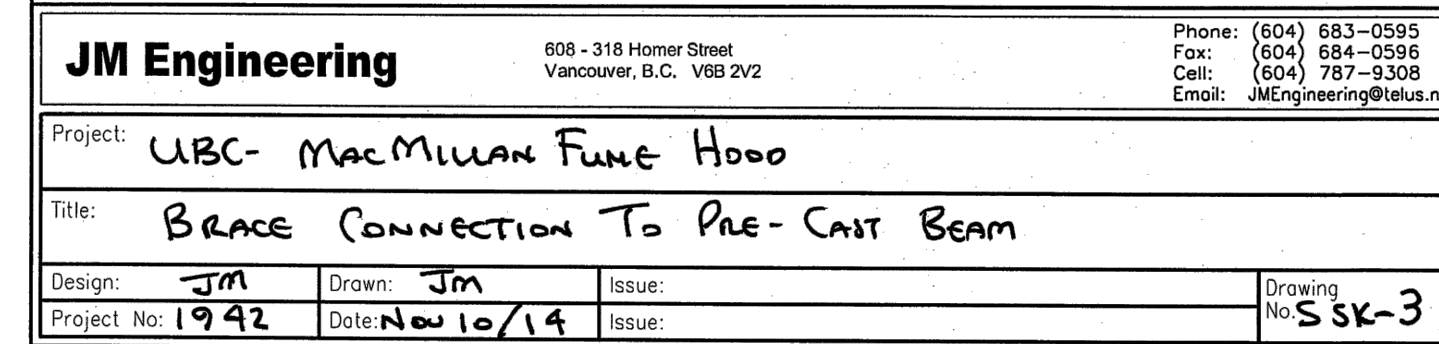 JM Engineering
608 - 318 Homer Street
Vancouver, B.C. V6B 2V2
Phone: (604) 683-0595
Fax: (604) 684-0596
Cell: (604) 787-9308
Email: JMEngineering@telus.n
Project: UBC- MACMILLAN FUME HOOD
Title: BRACE CONNECTION TO PRE-CAST BEAM
Design: JM Drawn: JM Issue:
Project No: 1942 Date: NOV 10/14 Issue:
Drawing
No. SSK-3